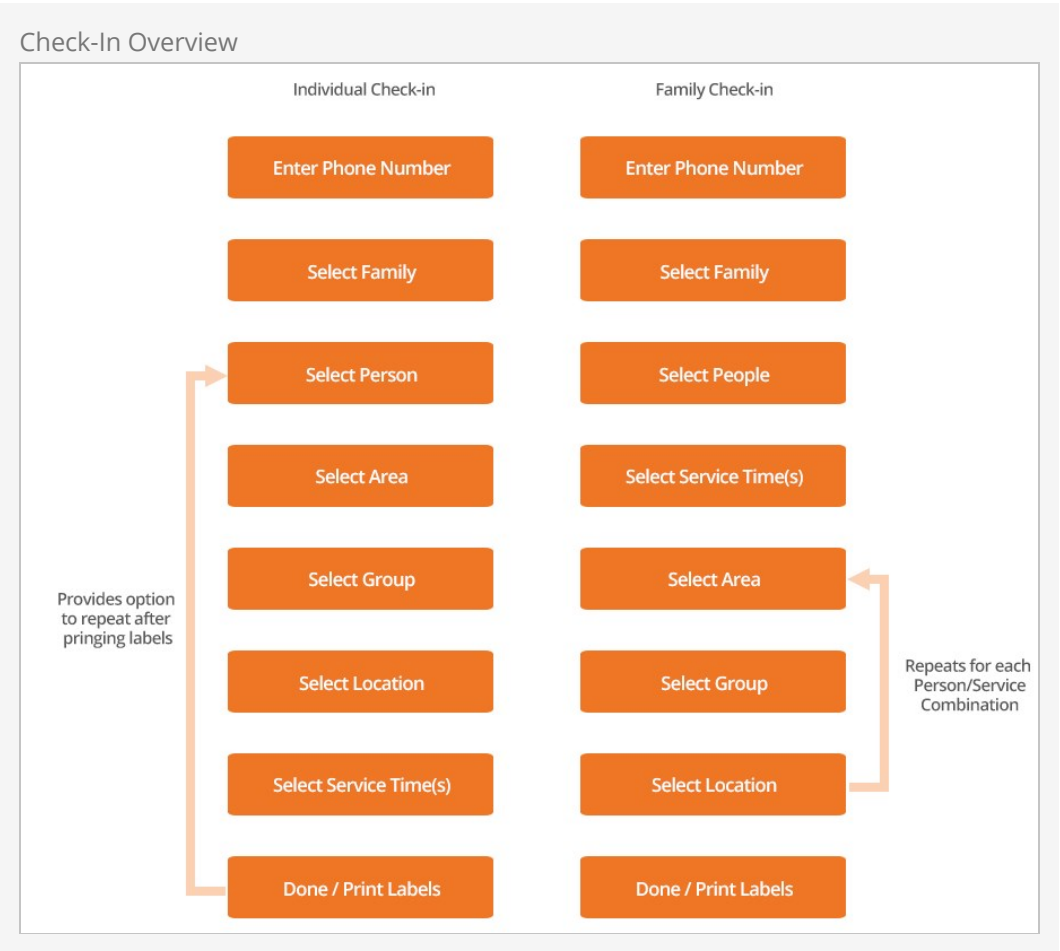 Check-In Overview
Individual Check-in
Enter Phone Number
Select Family
Select Person
Select Area
Select Group
Select Location
Select Service Time(s)
Done / Print Labels
Provides option
to repeat after
pringing labels
Family Check-in
Enter Phone Number
Select Family
Select People
Select Service Time(s)
Select Area
Select Group
Select Location
Done / Print Labels
Repeats for each
Person/Service
Combination